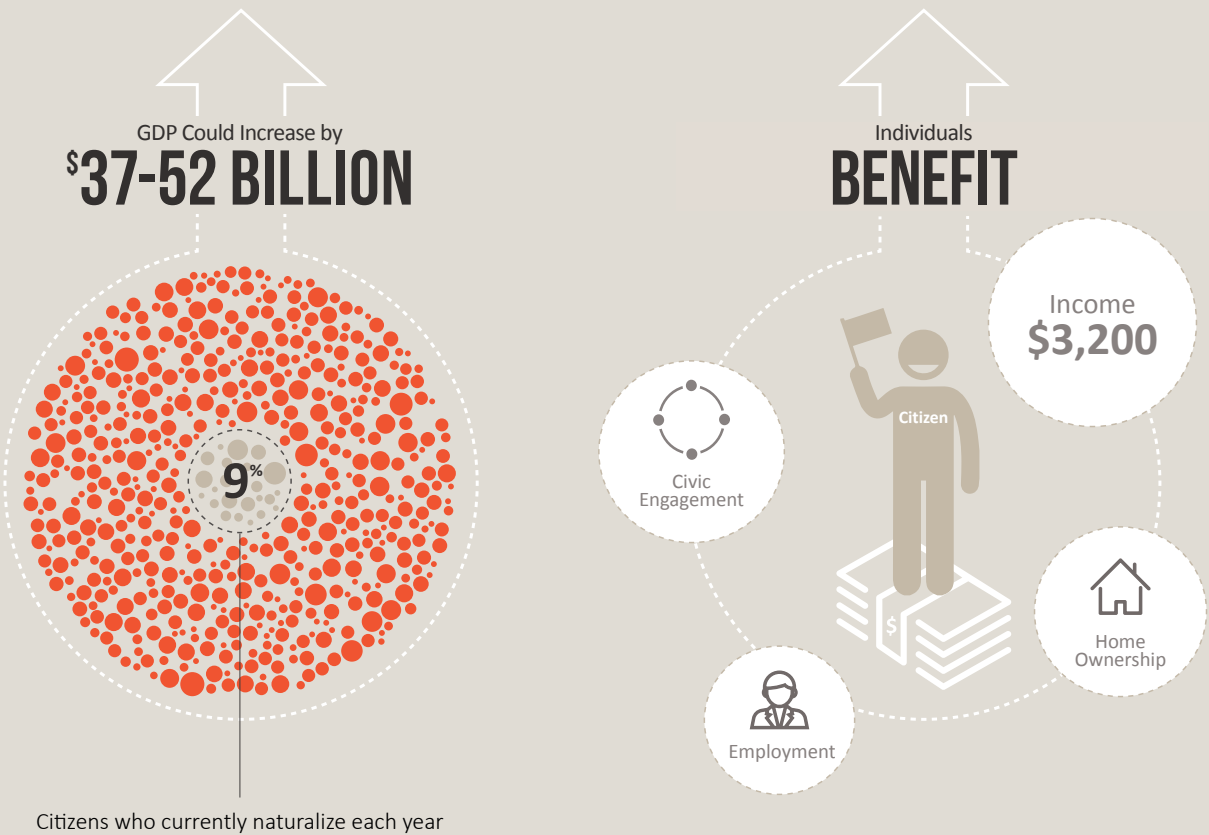 GDP Could Increase by
$37-52 BILLION
9%
Citizens who currently naturalize each year
Individuals
BENEFIT
Income
$3,200
Citizen
Civic
Engagement
$
Home
Ownership
Employment